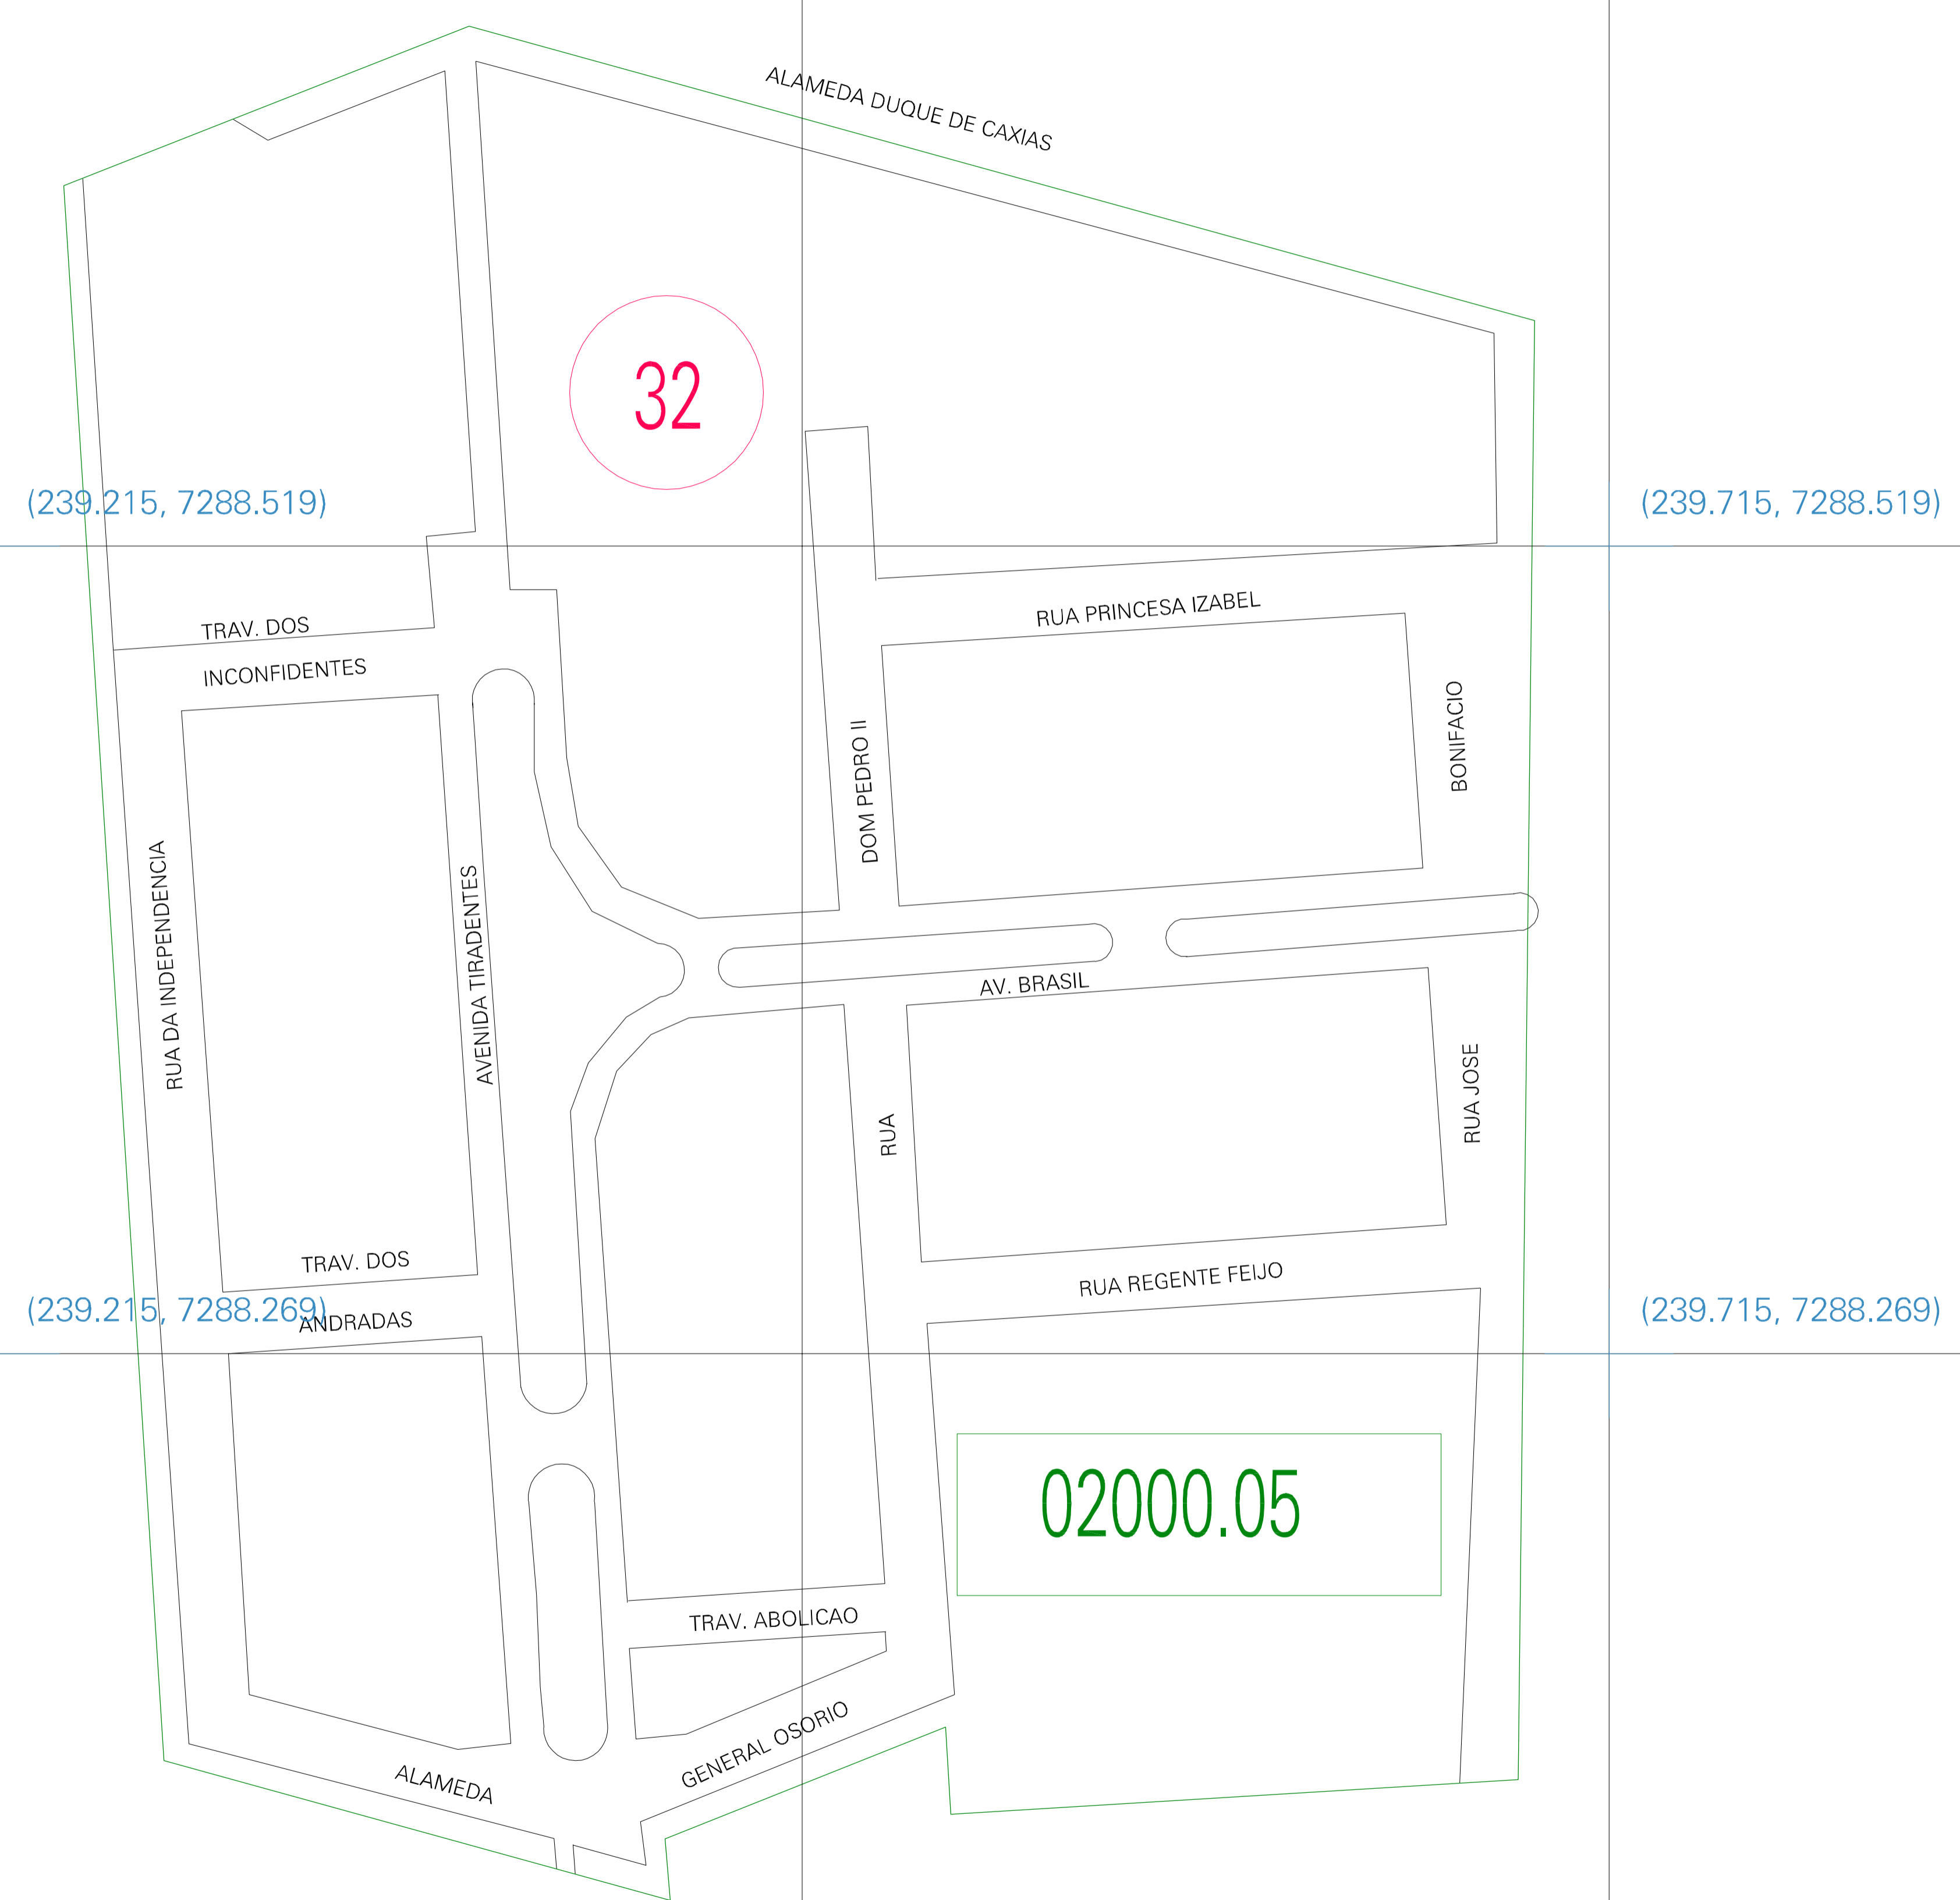 ALAMEDA DUQUE DE CAXIAS
32
(239.215, 7288.519)
(239.715, 7288.519)
TRAV. DOS
INCONFIDENTES
RUA PRINCESA IZABEL
BONIFACIO
DOM PEDRO II
RUA DA INDEPENDENCIA
AVENIDA TIRADENTES
AV. BRASIL
RUA JOSE
RUA
TRAV. DOS
ANDRADAS
RUA REGENTE FEIJO
(239.215, 7288.269)
(239.715, 7288.269)
02000.05
TRAV. ABOLICAO
GENERAL OSORIO
ALAMEDA